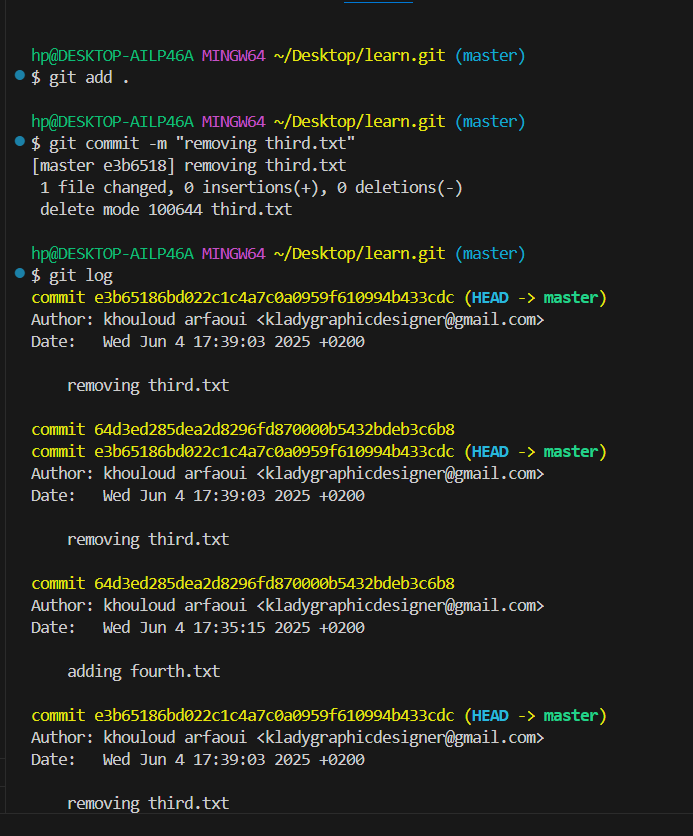 hp@DESKTOP-AILP46A MINGW64 ~/Desktop/learn.git (master)
$ git add .
hp@DESKTOP-AILP46A MINGW64 ~/Desktop/learn.git (master)
$ git commit -m "removing third.txt"
[master e3b6518] removing third.txt
 1 file changed, 0 insertions(+), 0 deletions(-)
 delete mode 100644 third.txt
hp@DESKTOP-AILP46A MINGW64 ~/Desktop/learn.git (master)
$ git log
commit e3b65186bd022c1c4a7c0a0959f610994b433cdc (HEAD -> master)
Author: khouloud arfaoui <kladygraphicdesigner@gmail.com>
Date:   Wed Jun 4 17:39:03 2025 +0200
    removing third.txt
commit 64d3ed285dea2d8296fd870000b5432bdeb3c6b8
commit e3b65186bd022c1c4a7c0a0959f610994b433cdc (HEAD -> master)
Author: khouloud arfaoui <kladygraphicdesigner@gmail.com>
Date:   Wed Jun 4 17:39:03 2025 +0200
    removing third.txt
commit 64d3ed285dea2d8296fd870000b5432bdeb3c6b8
Author: khouloud arfaoui <kladygraphicdesigner@gmail.com>
Date:   Wed Jun 4 17:35:15 2025 +0200
    adding fourth.txt
commit e3b65186bd022c1c4a7c0a0959f610994b433cdc (HEAD -> master)
Author: khouloud arfaoui <kladygraphicdesigner@gmail.com>
Date:   Wed Jun 4 17:39:03 2025 +0200
    removing third.txt